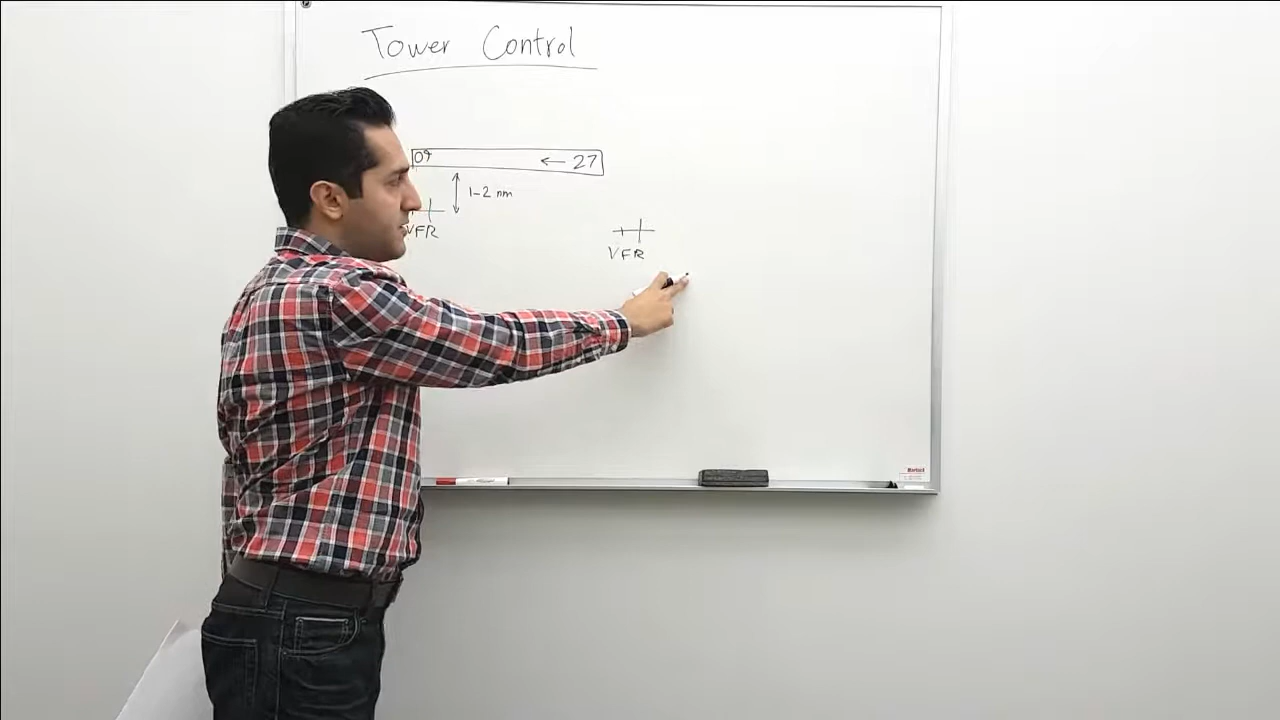 Tower Control
09 ← 27
1-2 nm
VFR
VFR